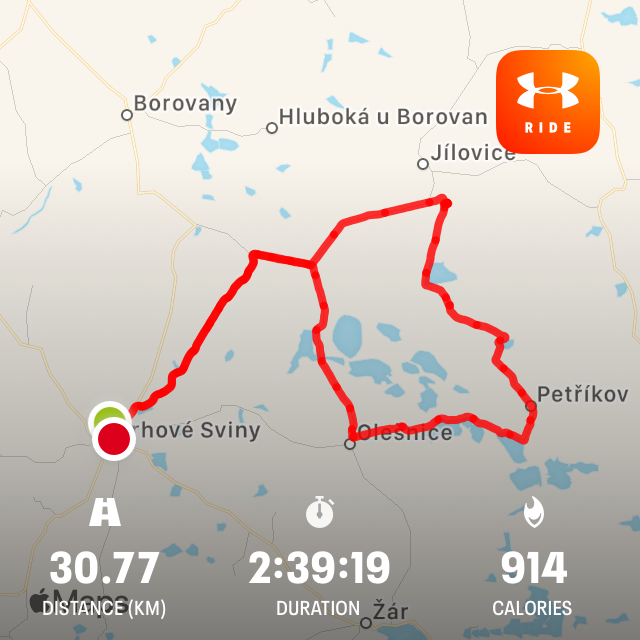 Borovany
Hluboká u Borovan
RIDE
Jílovice
Petříkov
rhové Sviny
Olešnice
30.77
2:39:19
914
Maps
DISTANCE (KM)
DURATION
CALORIES
Žár